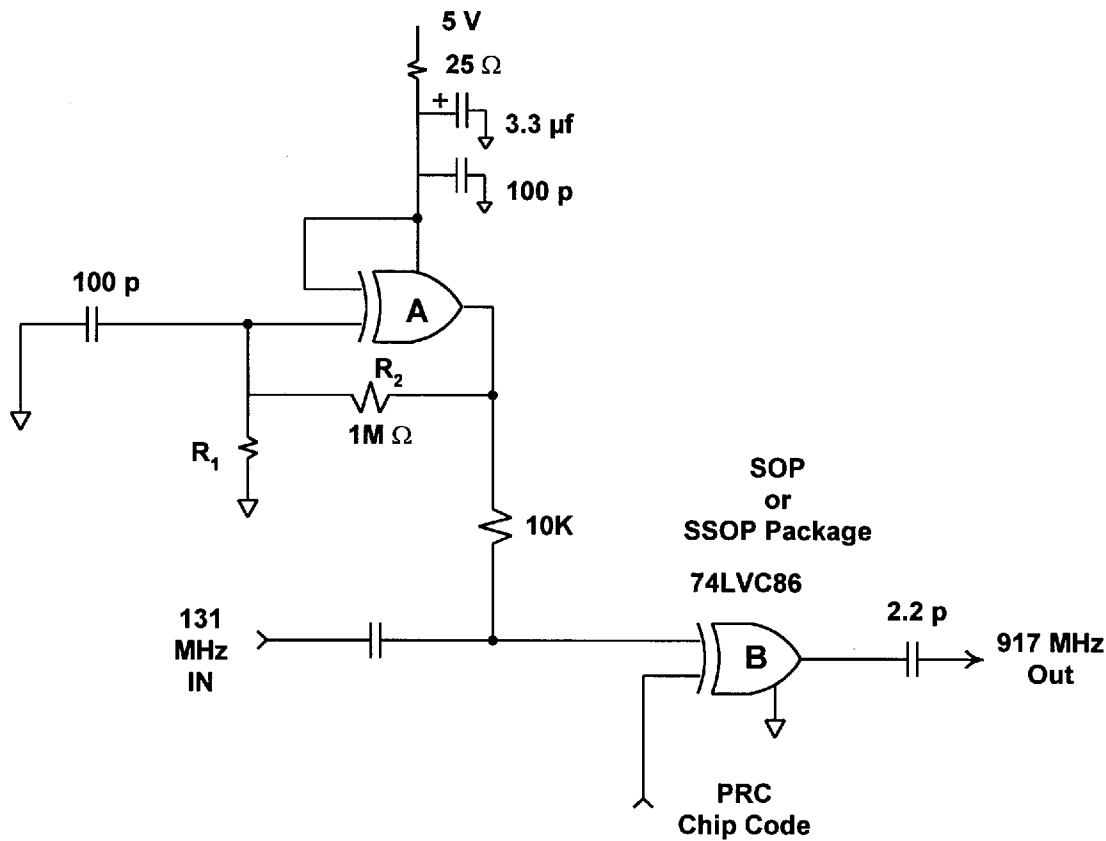 5 V
25 Ω
+
3.3 µf
100 p
100 p
A
R2
1M Ω
R1
10K
SOP
or
SSOP Package
74LVC86
131
MHz
IN
2.2 p
B
917 MHz
Out
PRC
Chip Code